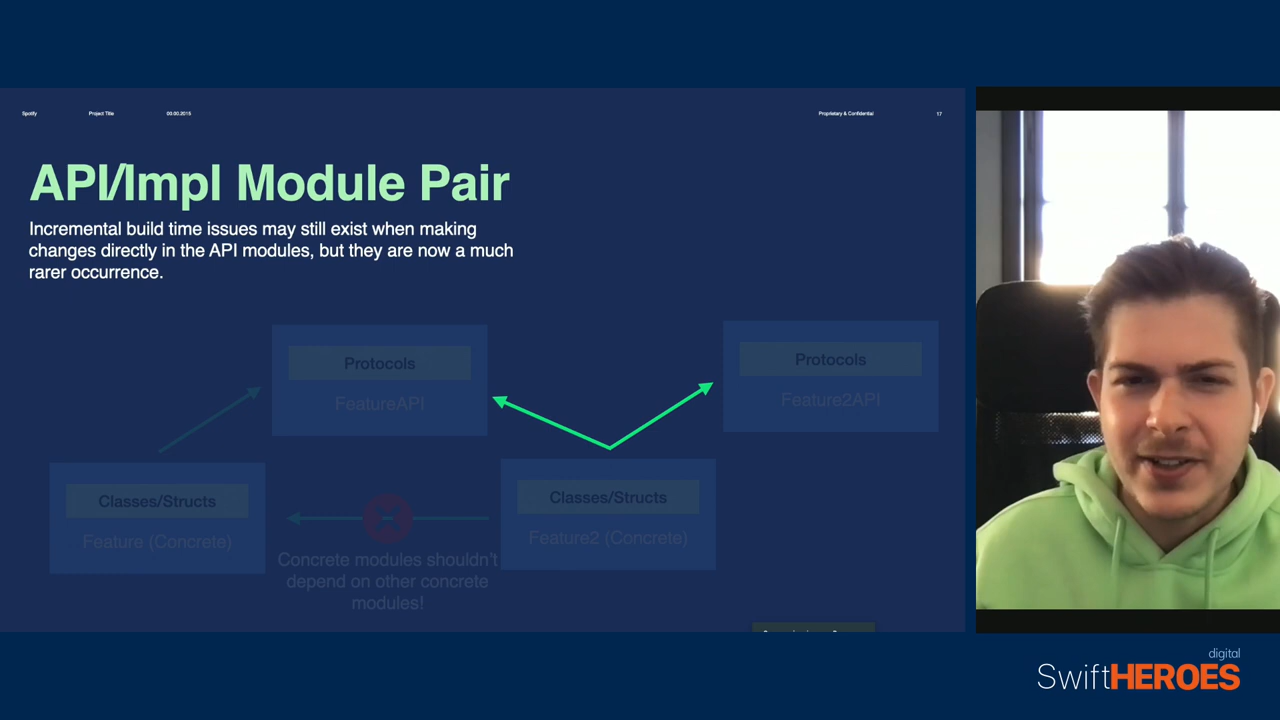 Spotify Project Title 00.00.2015 Proprietary & Confidential 17
API/Impl Module Pair
Incremental build time issues may still exist when making
changes directly in the API modules, but they are now a much
rarer occurrence.
Protocols
FeatureAPI
Protocols
Feature2API
Classes/Structs
Feature (Concrete)
Concrete modules shouldn't
depend on other concrete
modules!
Classes/Structs
Feature2 (Concrete)
digital
SwiftHEROES